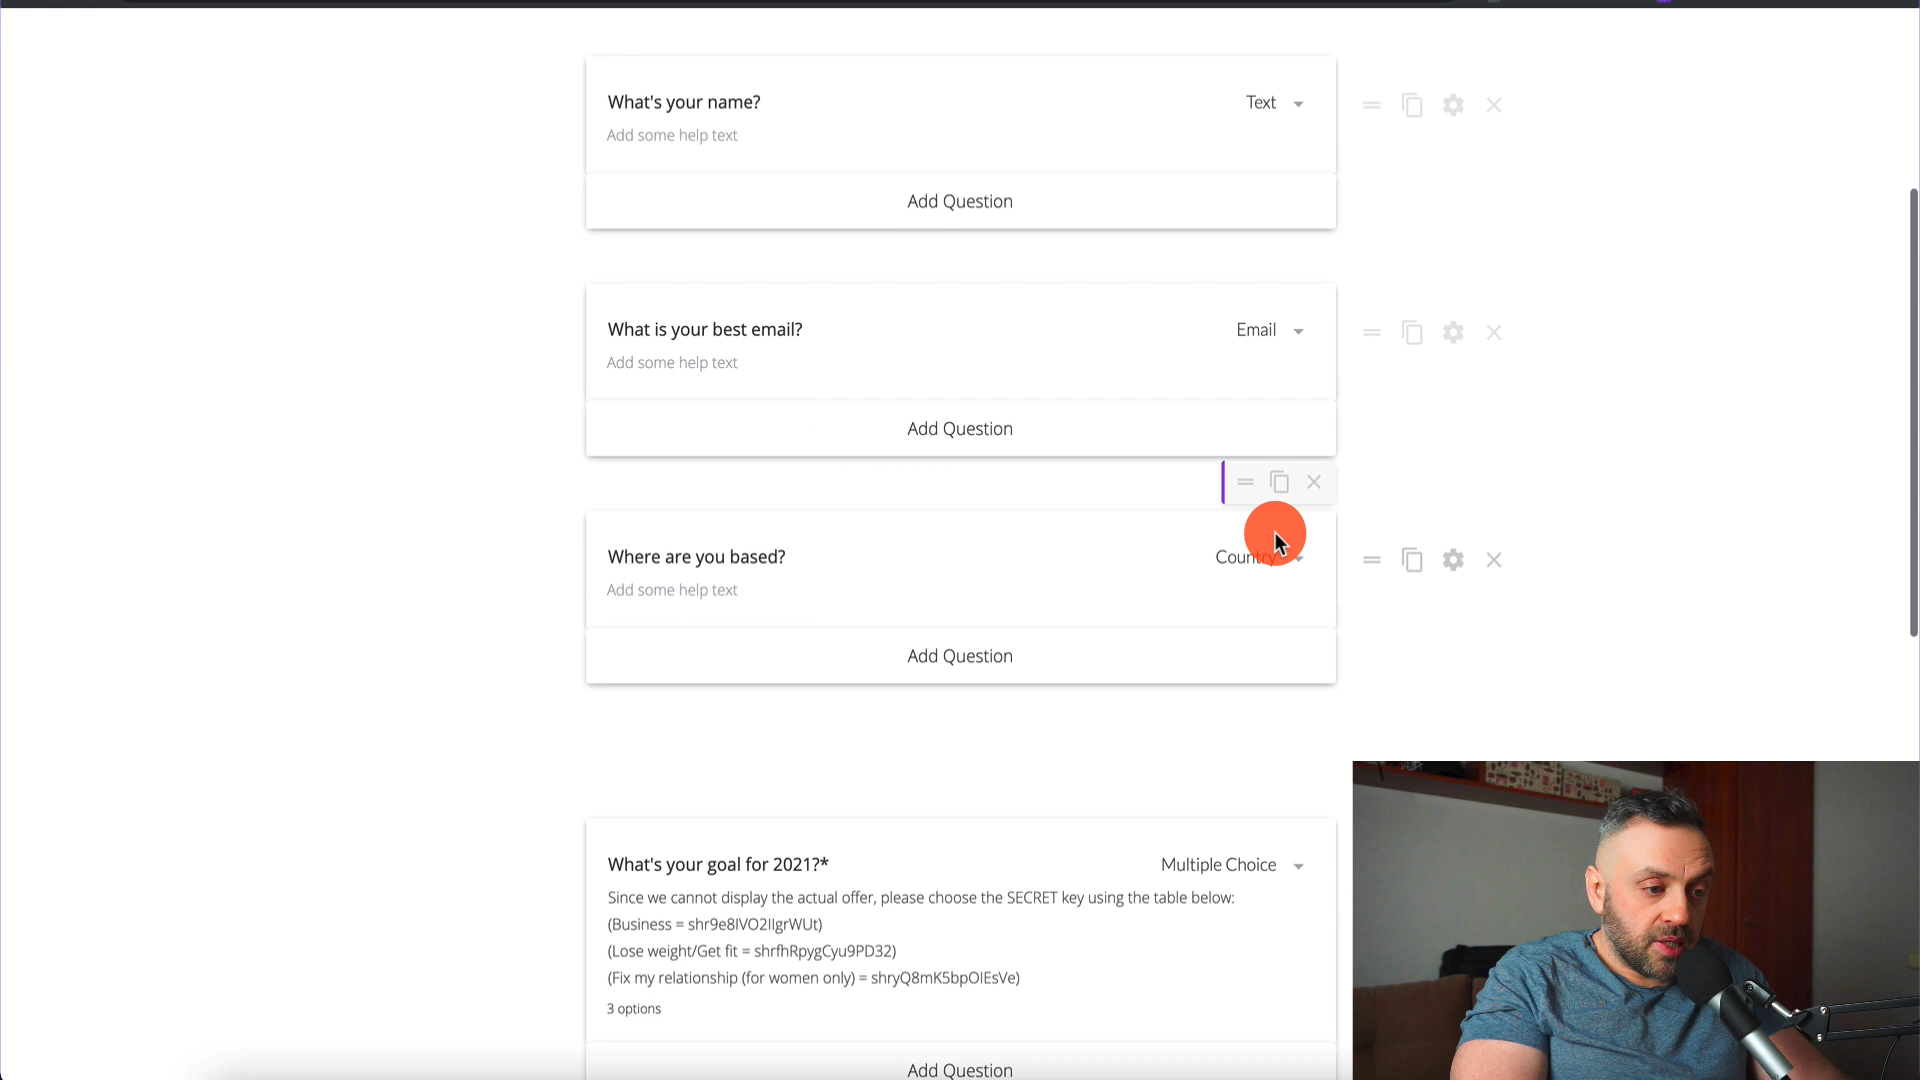 What's your name?
Text
Add some help text
Add Question
What is your best email?
Email
Add some help text
Add Question
Where are you based?
Country
Add some help text
Add Question
What's your goal for 2021?*
Multiple Choice
Since we cannot display the actual offer, please choose the SECRET key using the table below:
(Business = shr9e8IVO2IIgrWUt)
(Lose weight/Get fit = shrfhRpygCyu9PD32)
(Fix my relationship (for women only) = shryQ8mK5bpOIEsVe)
3 options
Add Question